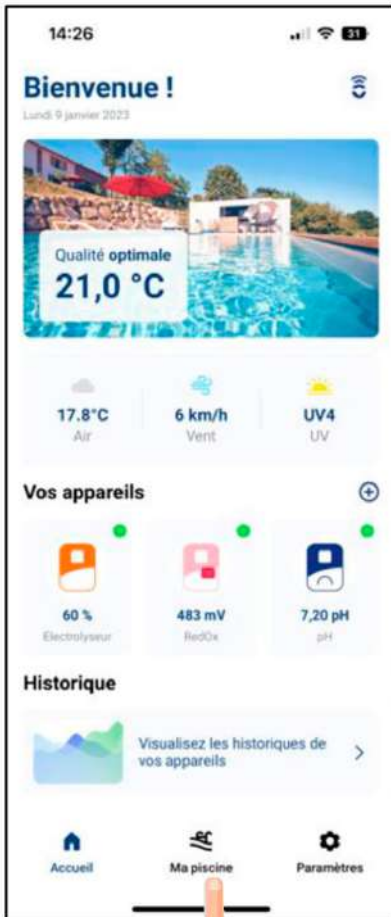 14:26
31
Bienvenue !
Lundi 9 janvier 2023
Qualité optimale
21,0 °C
17.8°C
6 km/h
UV4
Air
Vent
UV
Vos appareils
60 %
483 mV
7,20 pH
Electrolyseur
RedOx
pH
Historique
Visualisez les historiques de
vos appareils
Accueil
Ma piscine
Paramètres